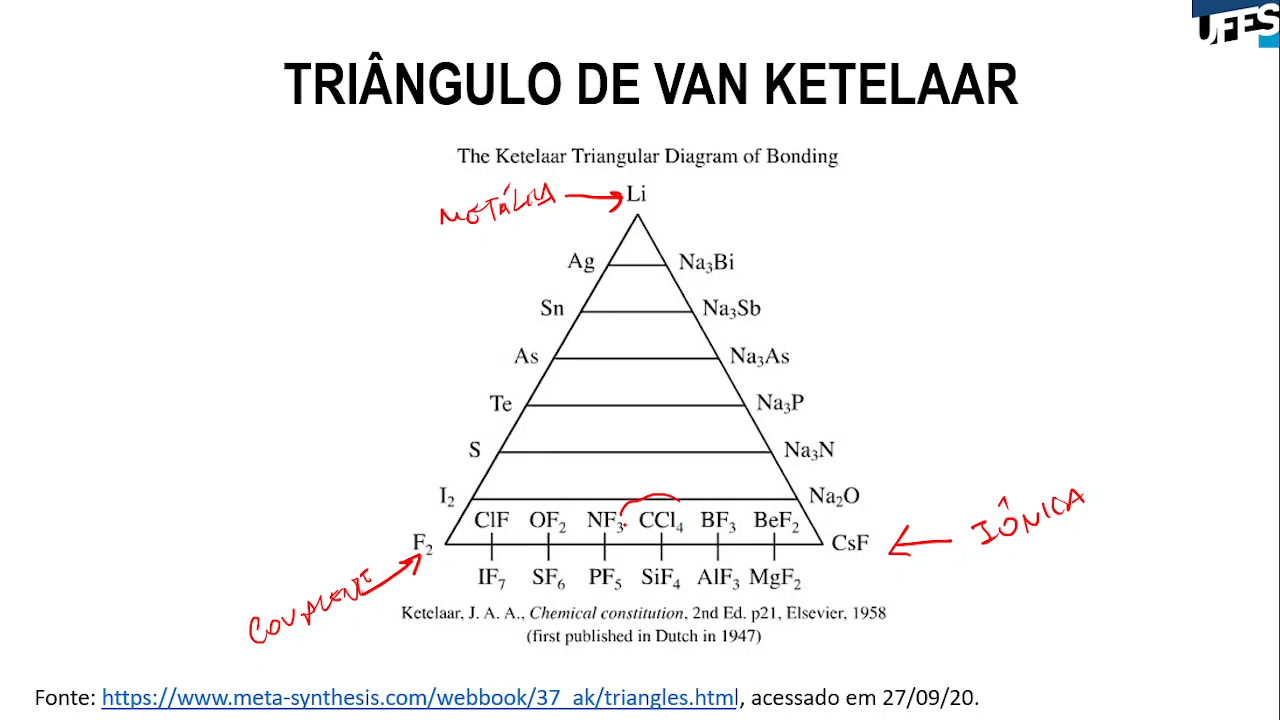 UFES
TRIÂNGULO DE VAN KETELAAR
The Ketelaar Triangular Diagram of Bonding
METÁLICA
Li
Ag Na₃Bi
Sn Na₃Sb
As Na₃As
Te Na₃P
S Na₃N
I₂ Na₂O
IÔNICA
ClF OF₂ NF₃ CCl₄ BF₃ BeF₂
F₂ CsF
IF₇ SF₆ PF₅ SiF₄ AlF₃ MgF₂
COVALENTE
Ketelaar, J. A. A., Chemical constitution, 2nd Ed. p21, Elsevier, 1958
(first published in Dutch in 1947)
Fonte: https://www.meta-synthesis.com/webbook/37_ak/triangles.html, acessado em 27/09/20.